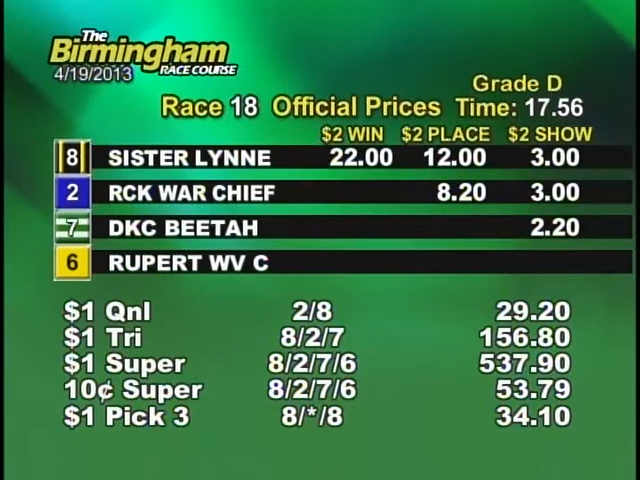 The
Birmingham
RACE COURSE
4/19/2013
Grade D
Race 18 Official Prices Time: 17.56
$2 WIN $2 PLACE $2 SHOW
8 SISTER LYNNE 22.00 12.00 3.00
2 RCK WAR CHIEF 8.20 3.00
7 DKC BEETAH 2.20
6 RUPERT WV C
$1 Qnl 2/8 29.20
$1 Tri 8/2/7 156.80
$1 Super 8/2/7/6 537.90
10¢ Super 8/2/7/6 53.79
$1 Pick 3 8/*/8 34.10